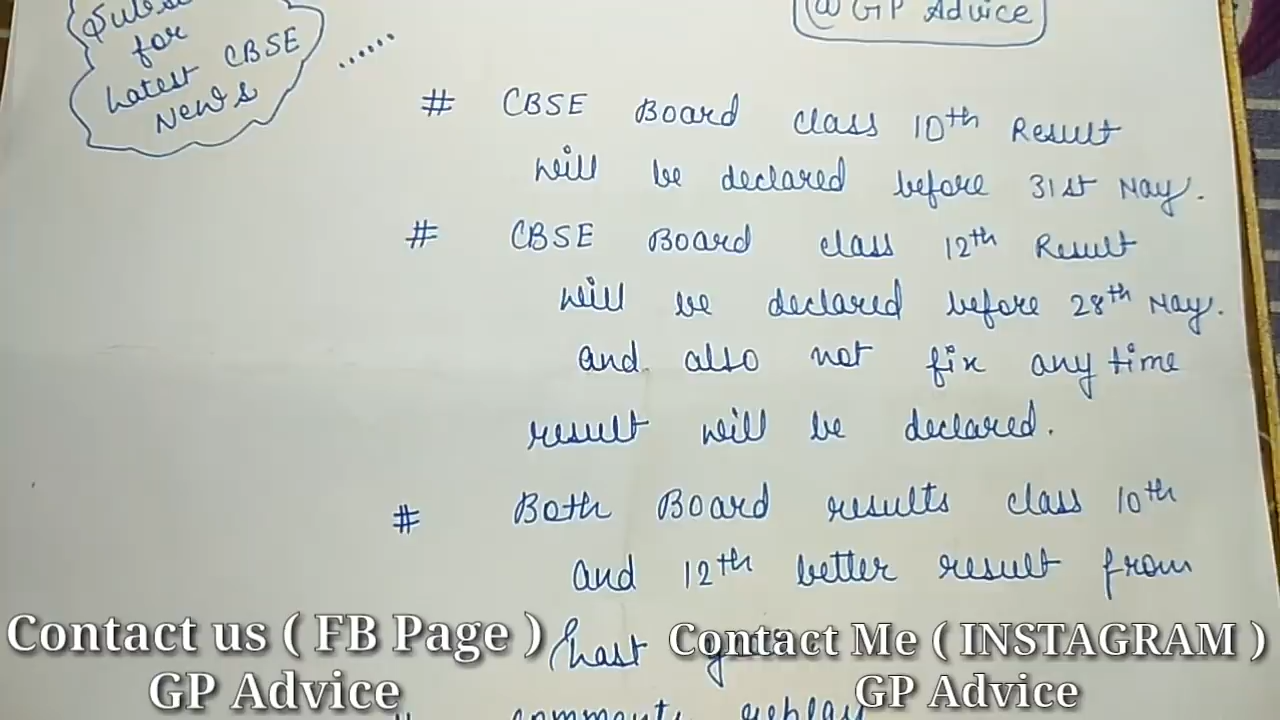 for
Latest CBSE
News
......
@ GP Advice
# CBSE Board class 10th Result
will be declared before 31st May.
# CBSE Board class 12th Result
will be declared before 28th May.
and also not fix any time
result will be declared.
# Both Board results class 10th
and 12th better result from
last
Contact us ( FB Page )
GP Advice
Contact Me ( INSTAGRAM )
GP Advice